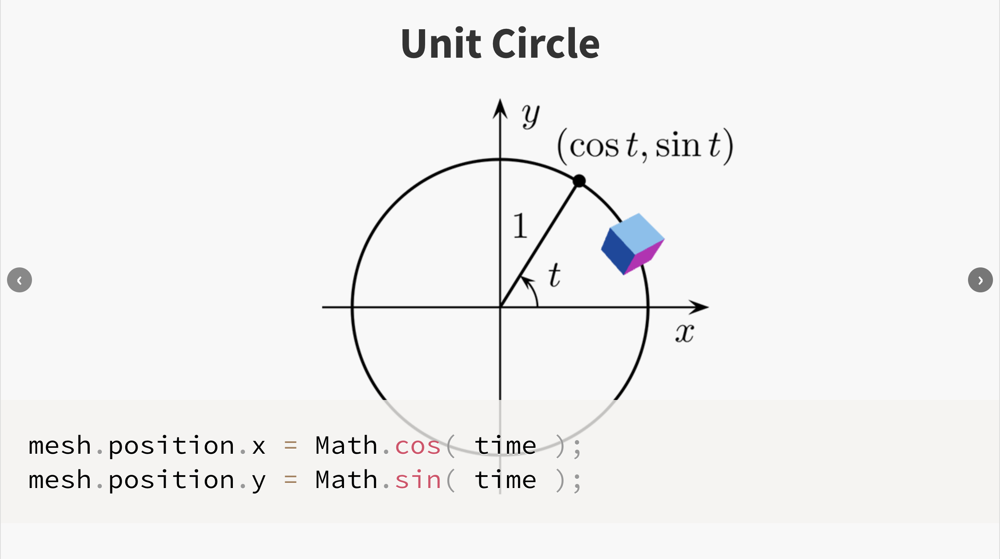 Unit Circle
y
(cos t, sin t)
1
t
‹
›
x
mesh.position.x = Math.cos( time );
mesh.position.y = Math.sin( time );